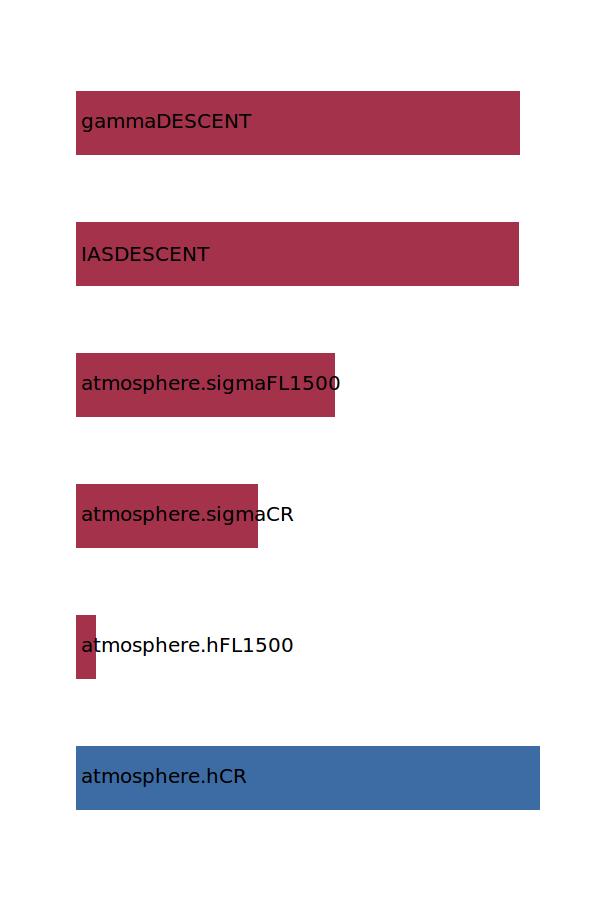 gammaDESCENT
IASDESCENT
atmosphere.sigmaFL1500
atmosphere.sigmaCR
atmosphere.hFL1500
atmosphere.hCR